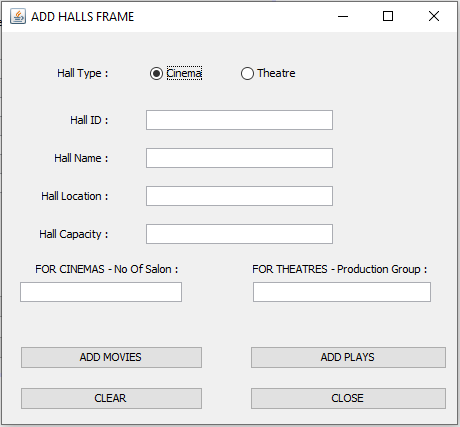 ADD HALLS FRAME
Hall Type : Cinema Theatre
Hall ID :
Hall Name :
Hall Location :
Hall Capacity :
FOR CINEMAS - No Of Salon : FOR THEATRES - Production Group :
ADD MOVIES ADD PLAYS
CLEAR CLOSE